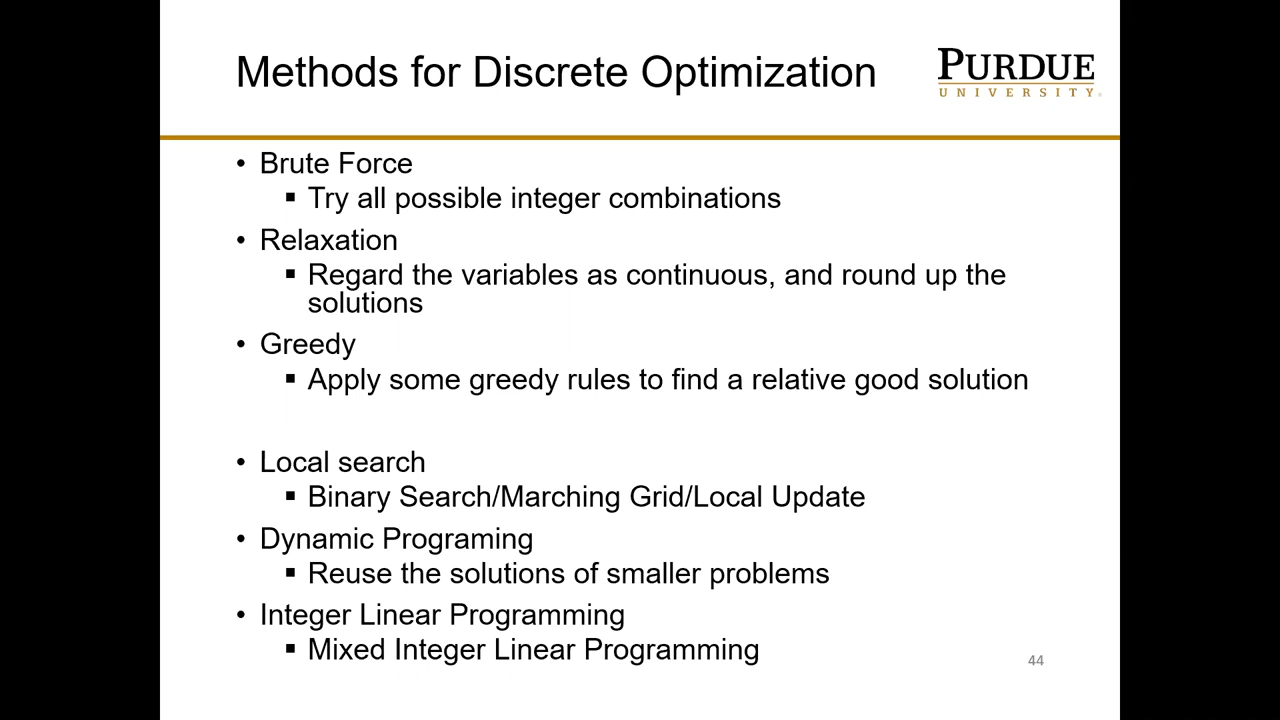 Methods for Discrete Optimization
PURDUE
UNIVERSITY
• Brute Force
▪ Try all possible integer combinations
• Relaxation
▪ Regard the variables as continuous, and round up the
solutions
• Greedy
▪ Apply some greedy rules to find a relative good solution
• Local search
▪ Binary Search/Marching Grid/Local Update
• Dynamic Programing
▪ Reuse the solutions of smaller problems
• Integer Linear Programming
▪ Mixed Integer Linear Programming
44